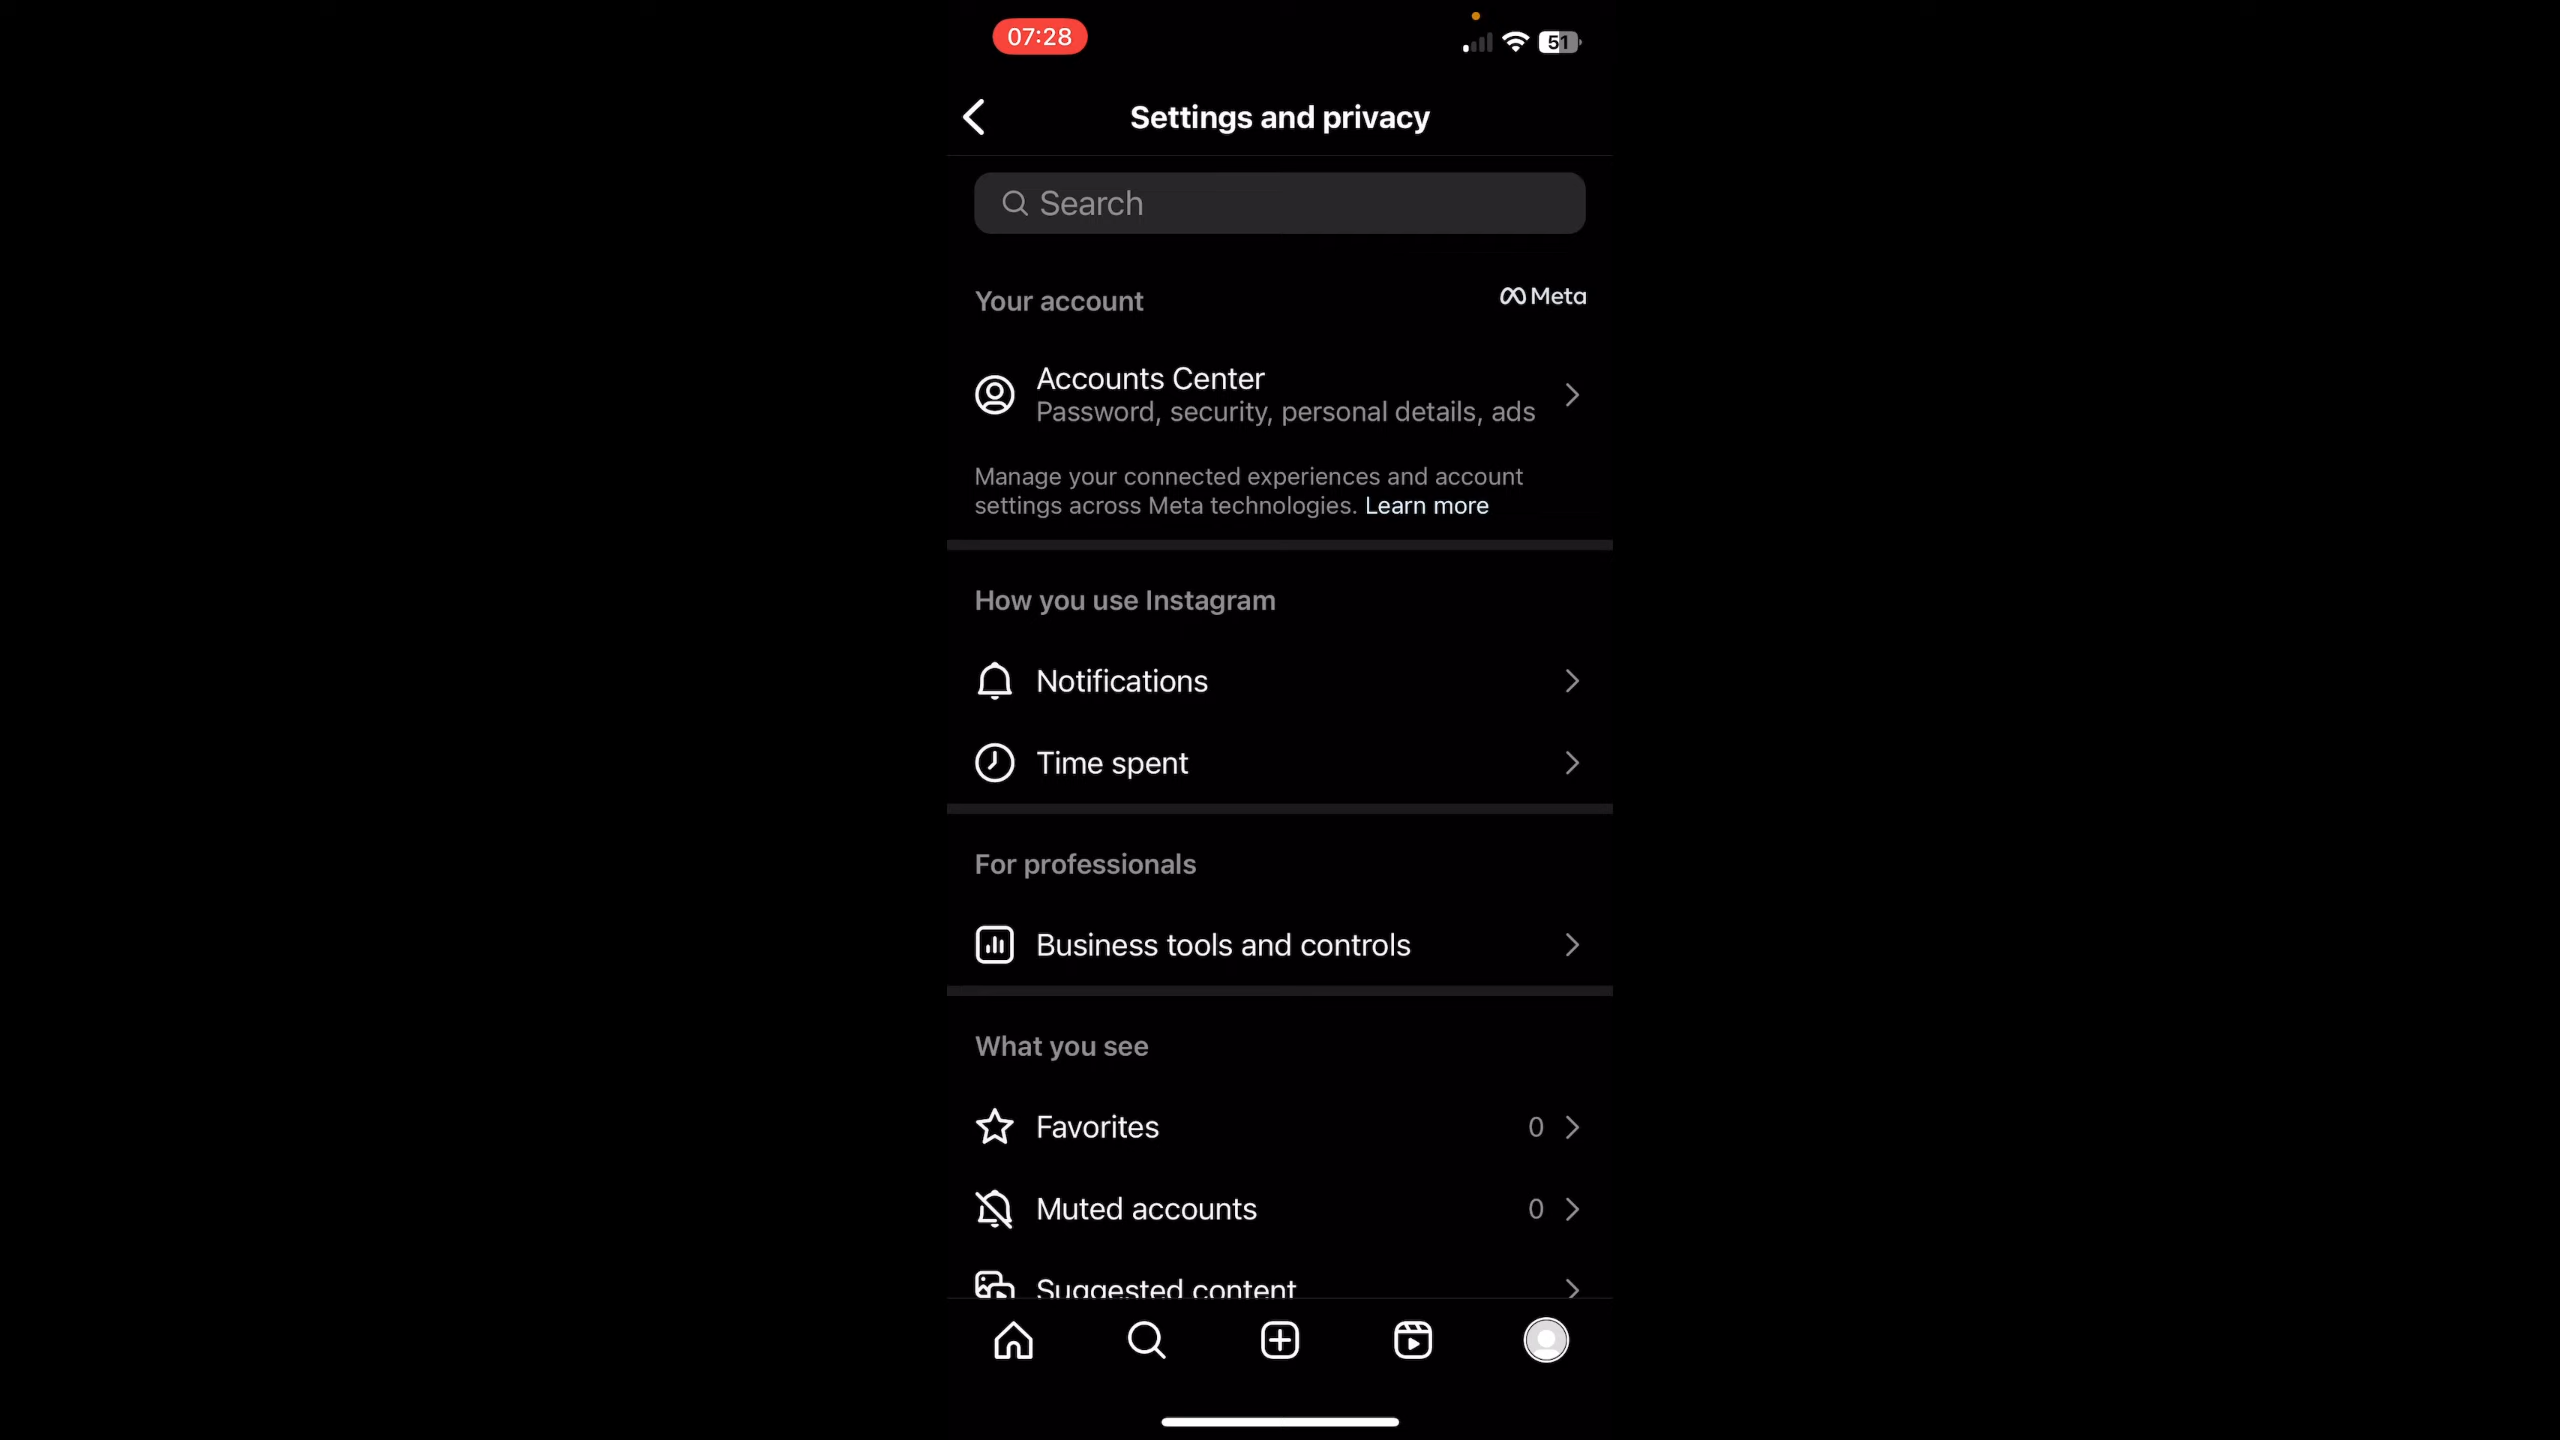 07:28
51
Settings and privacy
Search
Your account
Meta
Accounts Center
Password, security, personal details, ads
Manage your connected experiences and account
settings across Meta technologies. Learn more
How you use Instagram
Notifications
Time spent
For professionals
Business tools and controls
What you see
Favorites 0
Muted accounts 0
Suggested content